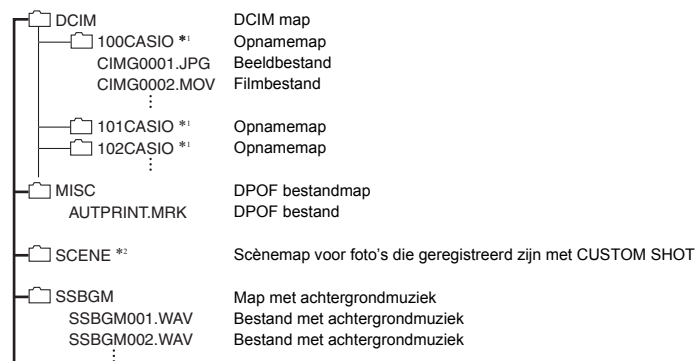 DCIM DCIM map
100CASIO *1 Opnamemap
CIMG0001.JPG Beeldbestand
CIMG0002.MOV Filmbestand
101CASIO *1 Opnamemap
102CASIO *1 Opnamemap
MISC DPOF bestandmap
AUTPRINT.MRK DPOF bestand
SCENE *2 Scènemap voor foto's die geregistreerd zijn met CUSTOM SHOT
SSBGM Map met achtergrondmuziek
SSBGM001.WAV Bestand met achtergrondmuziek
SSBGM002.WAV Bestand met achtergrondmuziek